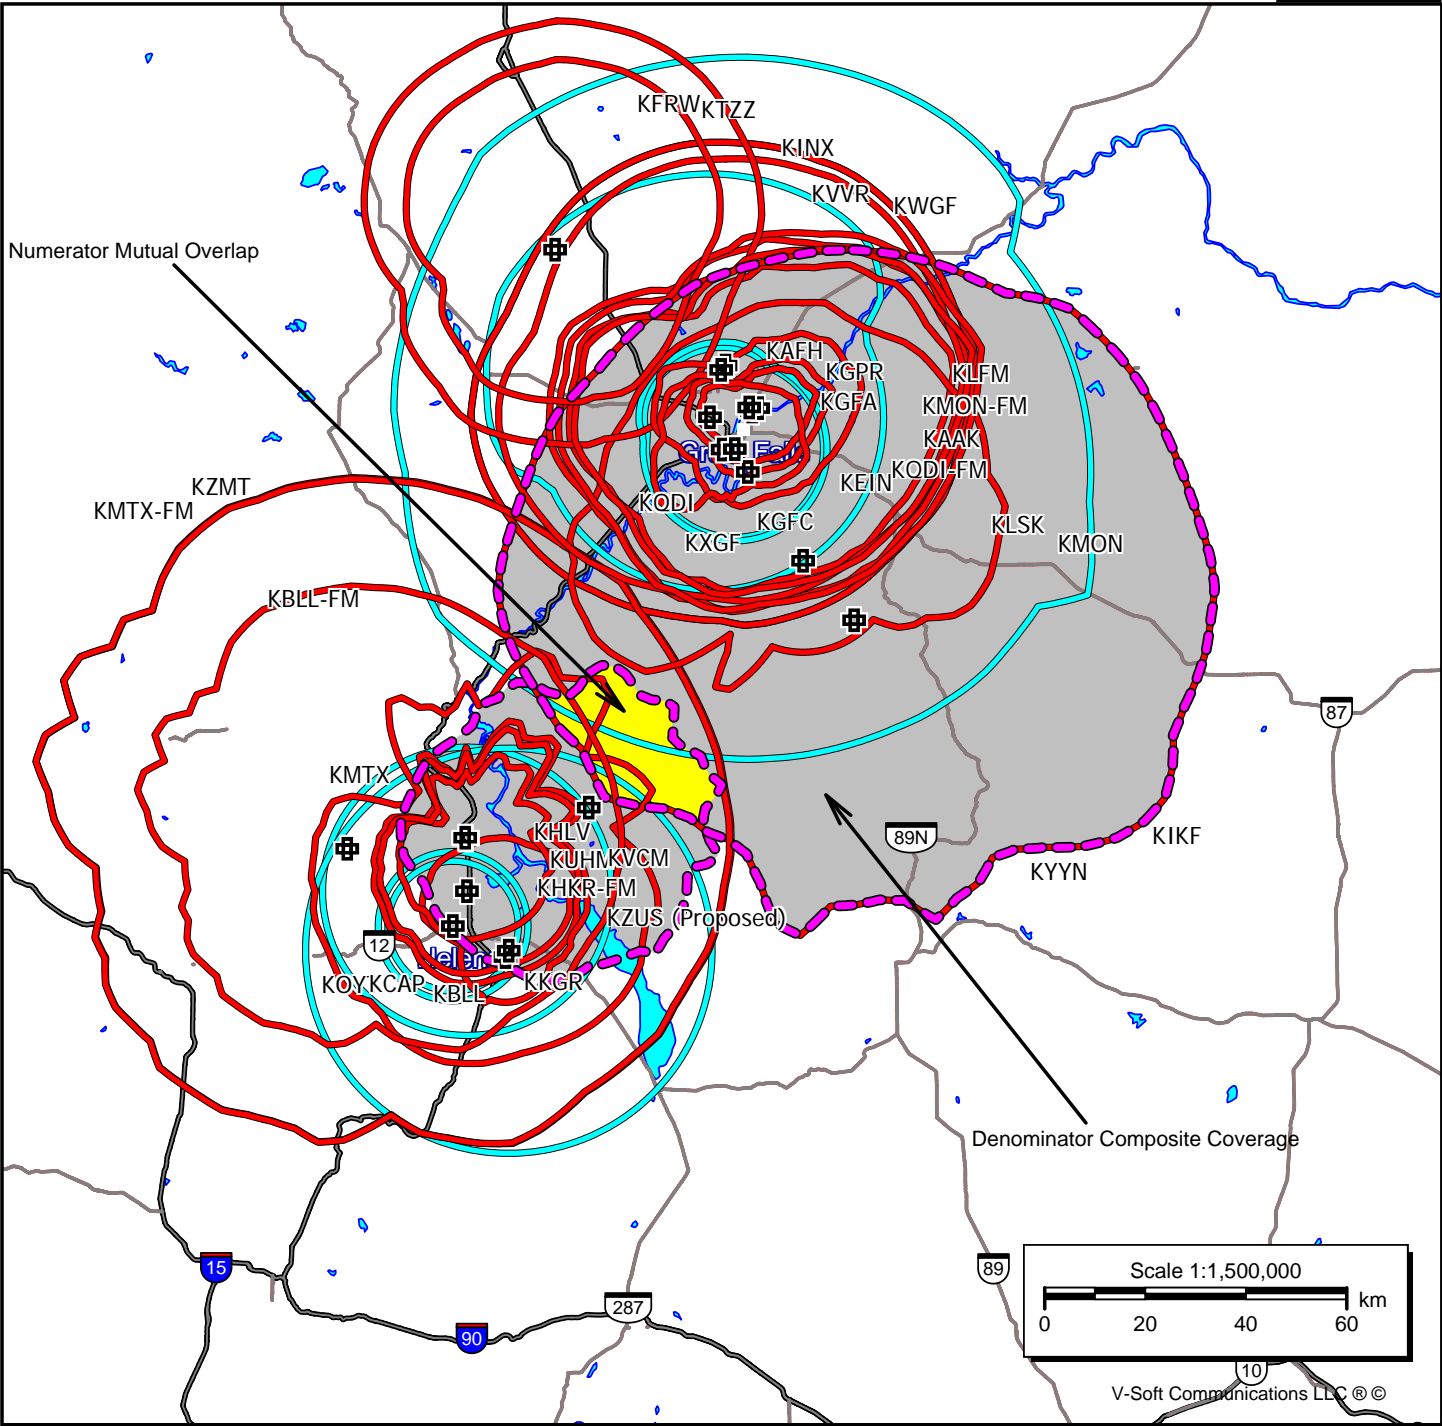 KFRW
KTZZ
KINX
KVVR
KWGF
Numerator Mutual Overlap
KAFH
KGPR
KLFM
KGFA
KMON-FM
KAAK
KQDI-FM
KEIN
KZMT
KMTX-FM
KQDI
KGFC
KLSK
KXGF
KMON
KBLL-FM
87
KMTX
KHLV
89N
KIKF
KUHM
KVCM
KYYN
KHKR-FM
KZUS (Proposed)
12
KCAP
KBLL
KKGR
Denominator Composite Coverage
15
89
Scale 1:1,500,000
km
0 20 40 60
287
90
10
V-Soft Communications LLC ® ©